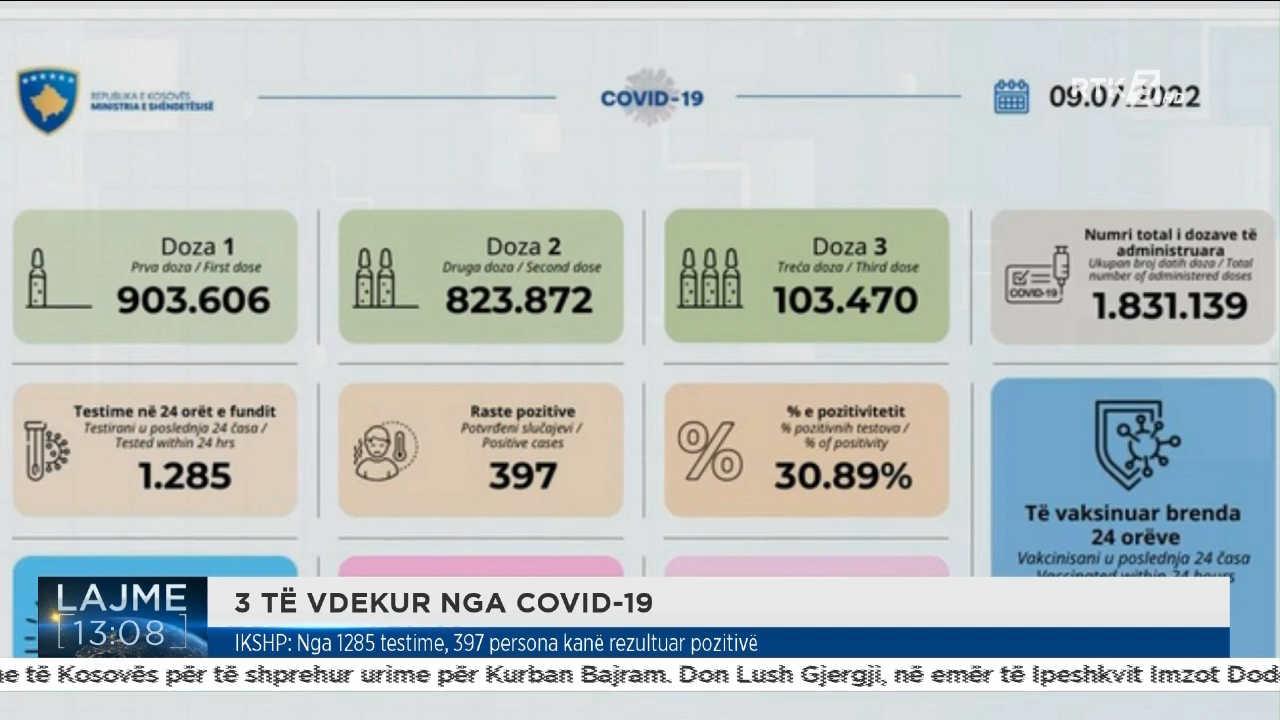 REPUBLIKA E KOSOVËS
MINISTRIA E SHËNDETËSISË
COVID-19
09.07.2022
RTK 3
Doza 1
Prva doza / First dose
903.606
Doza 2
Druga doza / Second dose
823.872
Doza 3
Treća doza / Third dose
103.470
Numri total i dozave të
administruara
Ukupan broj datih doza / Total
number of administered doses
COVID-19
1.831.139
Testime në 24 orët e fundit
Testirani u poslednja 24 časa /
Tested within 24 hrs
1.285
Raste pozitive
Potvrđeni slučajevi /
Positive cases
397
% e pozitivitetit
% pozitivnih testova /
% of positivity
30.89%
Të vaksinuar brenda
24 orëve
Vakcinisani u poslednja 24 časa
Vaccinated within 24 hours
LAJME
13:08
3 TË VDEKUR NGA COVID-19
IKSHP: Nga 1285 testime, 397 persona kanë rezultuar pozitivë
të Kosovës për të shprehur urime për Kurban Bajram. Don Lush Gjergji, në emër të Ipeshkvit Imzot Dod